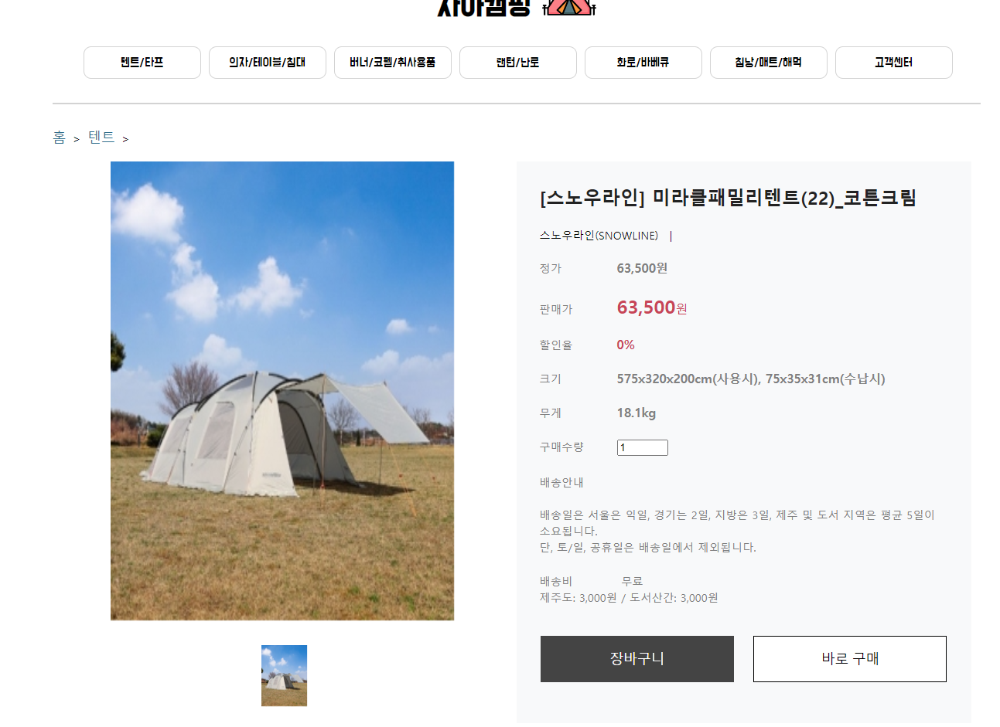 텐트/타프 의자/테이블/침대 버너/코펠/취사용품 랜턴/난로 화로/바베큐 침낭/매트/해먹 고객센터
홈 > 텐트 >
[스노우라인] 미라클패밀리텐트(22)_코튼크림
스노우라인(SNOWLINE) |
정가 63,500원
판매가 63,500원
할인율 0%
크기 575x320x200cm(사용시), 75x35x31cm(수납시)
무게 18.1kg
구매수량 1
배송안내
배송일은 서울은 익일, 경기는 2일, 지방은 3일, 제주 및 도서 지역은 평균 5일이
소요됩니다.
단, 토/일, 공휴일은 배송일에서 제외됩니다.
배송비 무료
제주도: 3,000원 / 도서산간: 3,000원
장바구니 바로 구매